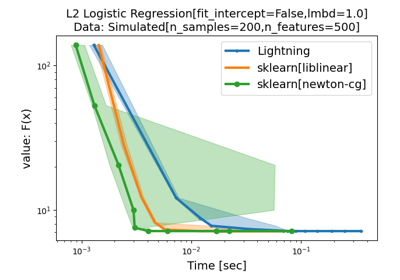 L2 Logistic Regression[fit_intercept=False,lmbd=1.0]
Data: Simulated[n_samples=200,n_features=500]
Lightning
sklearn[liblinear]
sklearn[newton-cg]
value: F(x)
10²
10¹
10⁻³
10⁻²
10⁻¹
Time [sec]